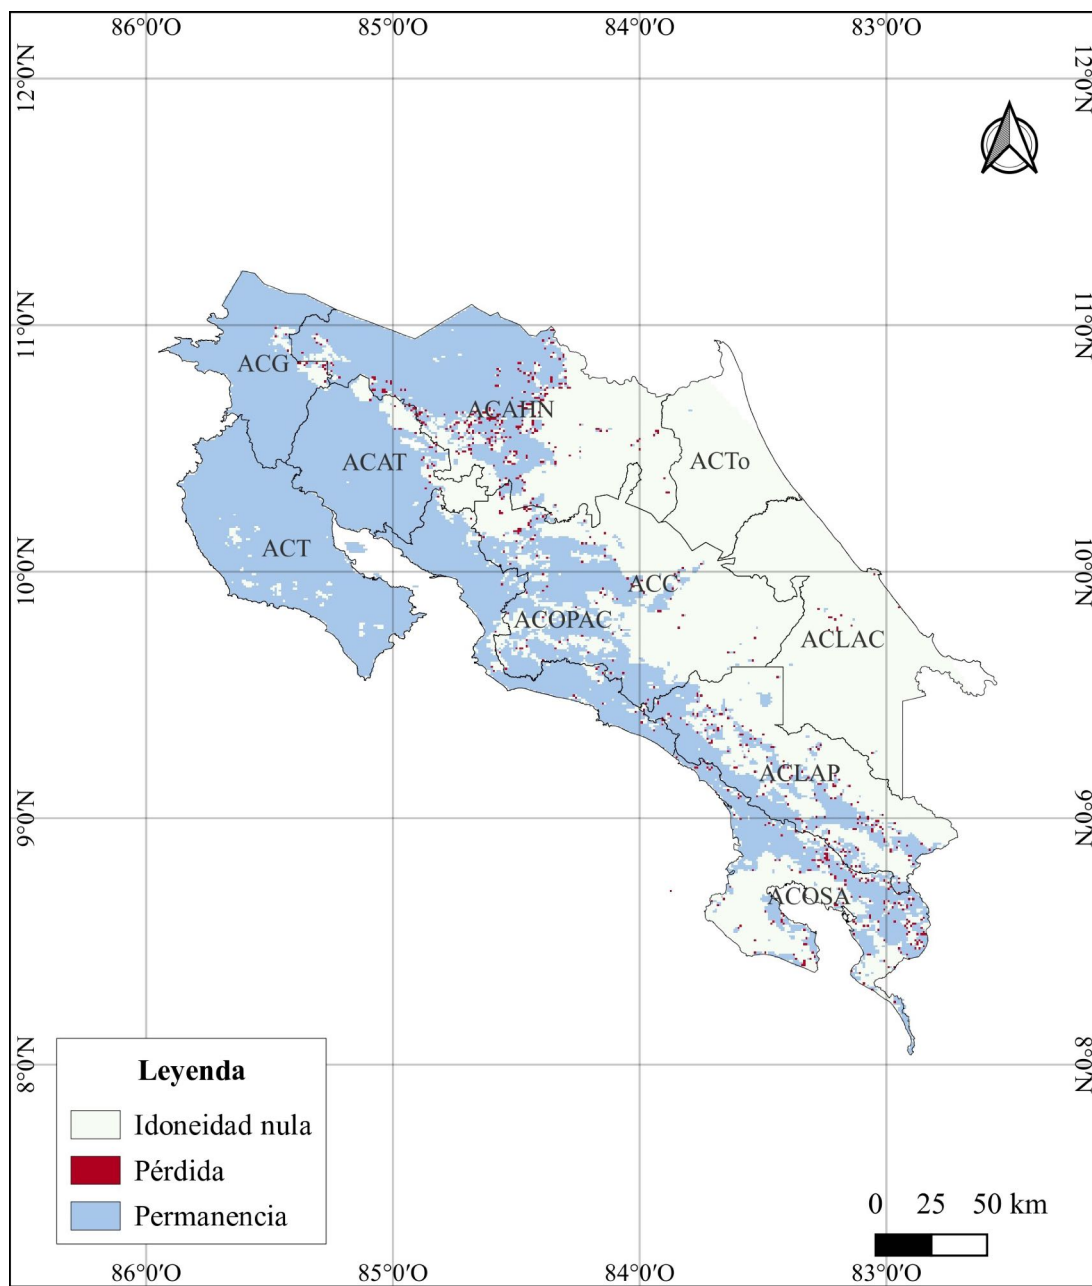 86°0′O 85°0′O 84°0′O 83°0′O
12°0′N 12°0′N
11°0′N 11°0′N
ACG
ACAHN
ACAT
ACTo
ACT
10°0′N 10°0′N
ACC
ACOPAC
ACLAC
ACLAP
9°0′N 9°0′N
ACOSA
8°0′N 8°0′N
Leyenda
Idoneidad nula
Pérdida
Permanencia
0 25 50 km
86°0′O 85°0′O 84°0′O 83°0′O